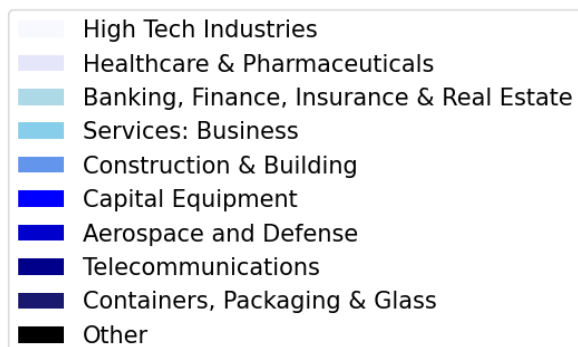 High Tech Industries
Healthcare & Pharmaceuticals
Banking, Finance, Insurance & Real Estate
Services: Business
Construction & Building
Capital Equipment
Aerospace and Defense
Telecommunications
Containers, Packaging & Glass
Other